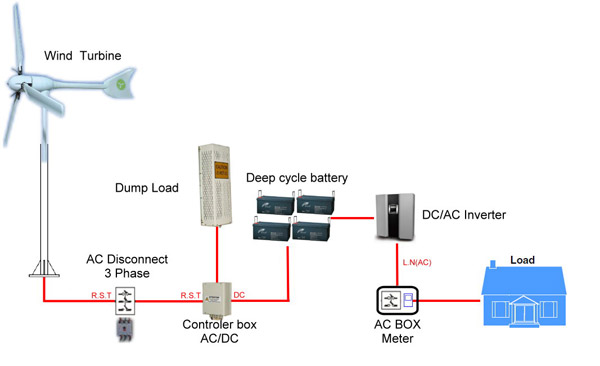 Wind Turbine
Dump Load
Deep cycle battery
DC/AC Inverter
AC Disconnect
3 Phase
L.N(AC)
Load
R.S.T
R.S.T
DC
Controler box
AC/DC
AC BOX
Meter